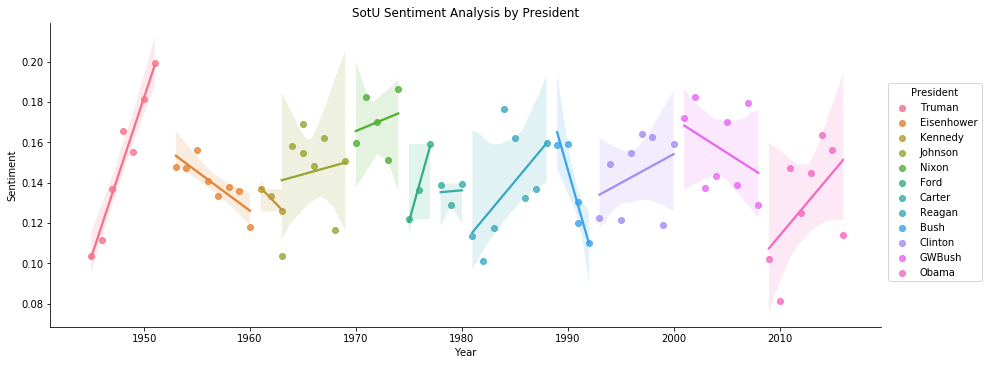 SotU Sentiment Analysis by President
Sentiment
0.20
0.18
0.16
0.14
0.12
0.10
0.08
1950
1960
1970
1980
1990
2000
2010
Year
President
Truman
Eisenhower
Kennedy
Johnson
Nixon
Ford
Carter
Reagan
Bush
Clinton
GWBush
Obama